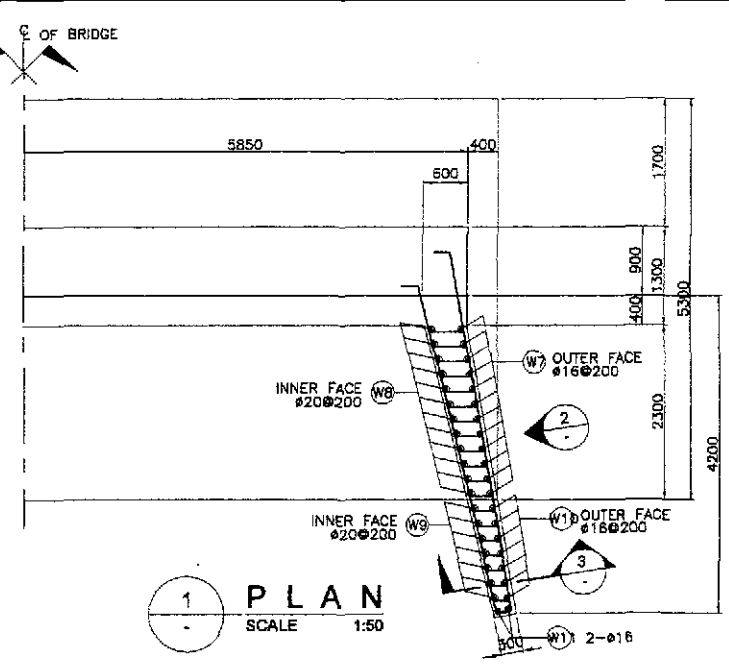 ℄ OF BRIDGE
5850
400
600
1700
900
1300
400
5300
W7 OUTER FACE
ø16@200
INNER FACE W8
ø20@200
2
-
2300
4200
INNER FACE W9
ø20@200
W10 OUTER FACE
ø16@200
3
-
1
-
PLAN
SCALE 1:50
300
W11 2-ø16